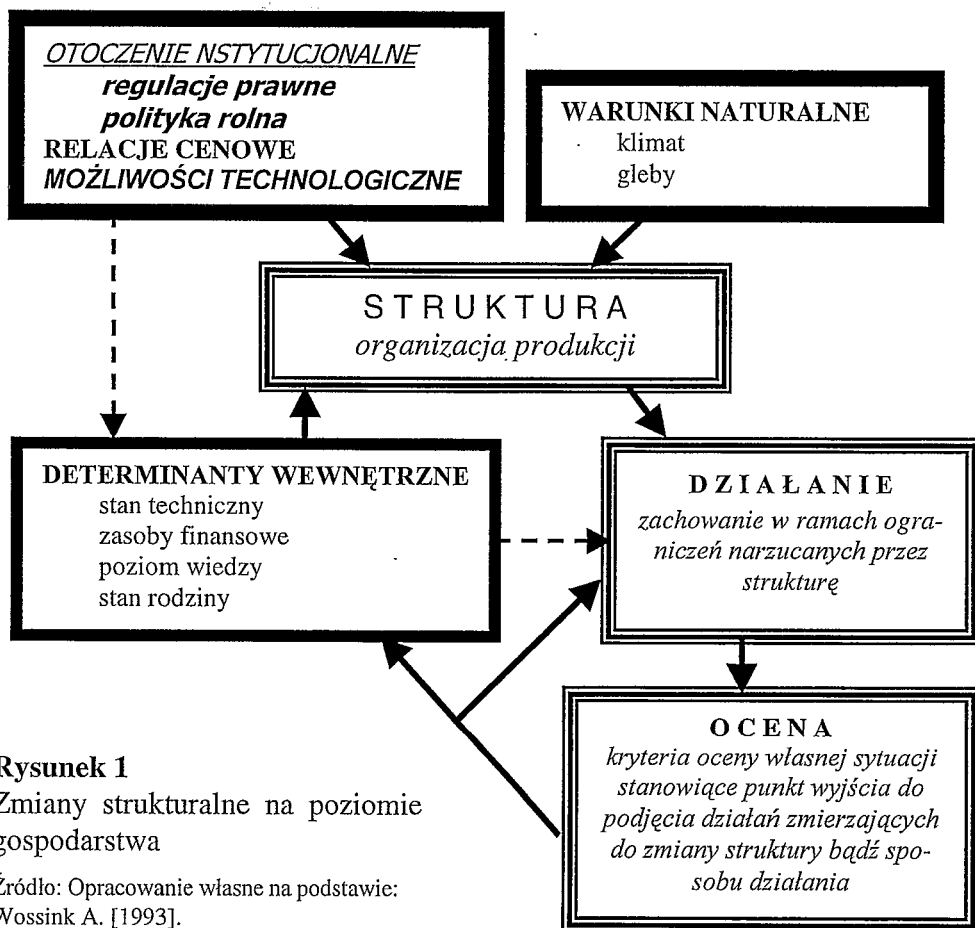 OTOCZENIE NSTYTUCJONALNE
regulacje prawne
polityka rolna
RELACJE CENOWE
MOŻLIWOŚCI TECHNOLOGICZNE
WARUNKI NATURALNE
klimat
gleby
STRUKTURA
organizacja produkcji
DETERMINANTY WEWNĘTRZNE
stan techniczny
zasoby finansowe
poziom wiedzy
stan rodziny
DZIAŁANIE
zachowanie w ramach ogra-
niczeń narzucanych przez
strukturę
OCENA
kryteria oceny własnej sytuacji
stanowiące punkt wyjścia do
podjęcia działań zmierzających
do zmiany struktury bądź spo-
sobu działania
Rysunek 1
Zmiany strukturalne na poziomie
gospodarstwa
Źródło: Opracowanie własne na podstawie:
Wossink A. [1993].